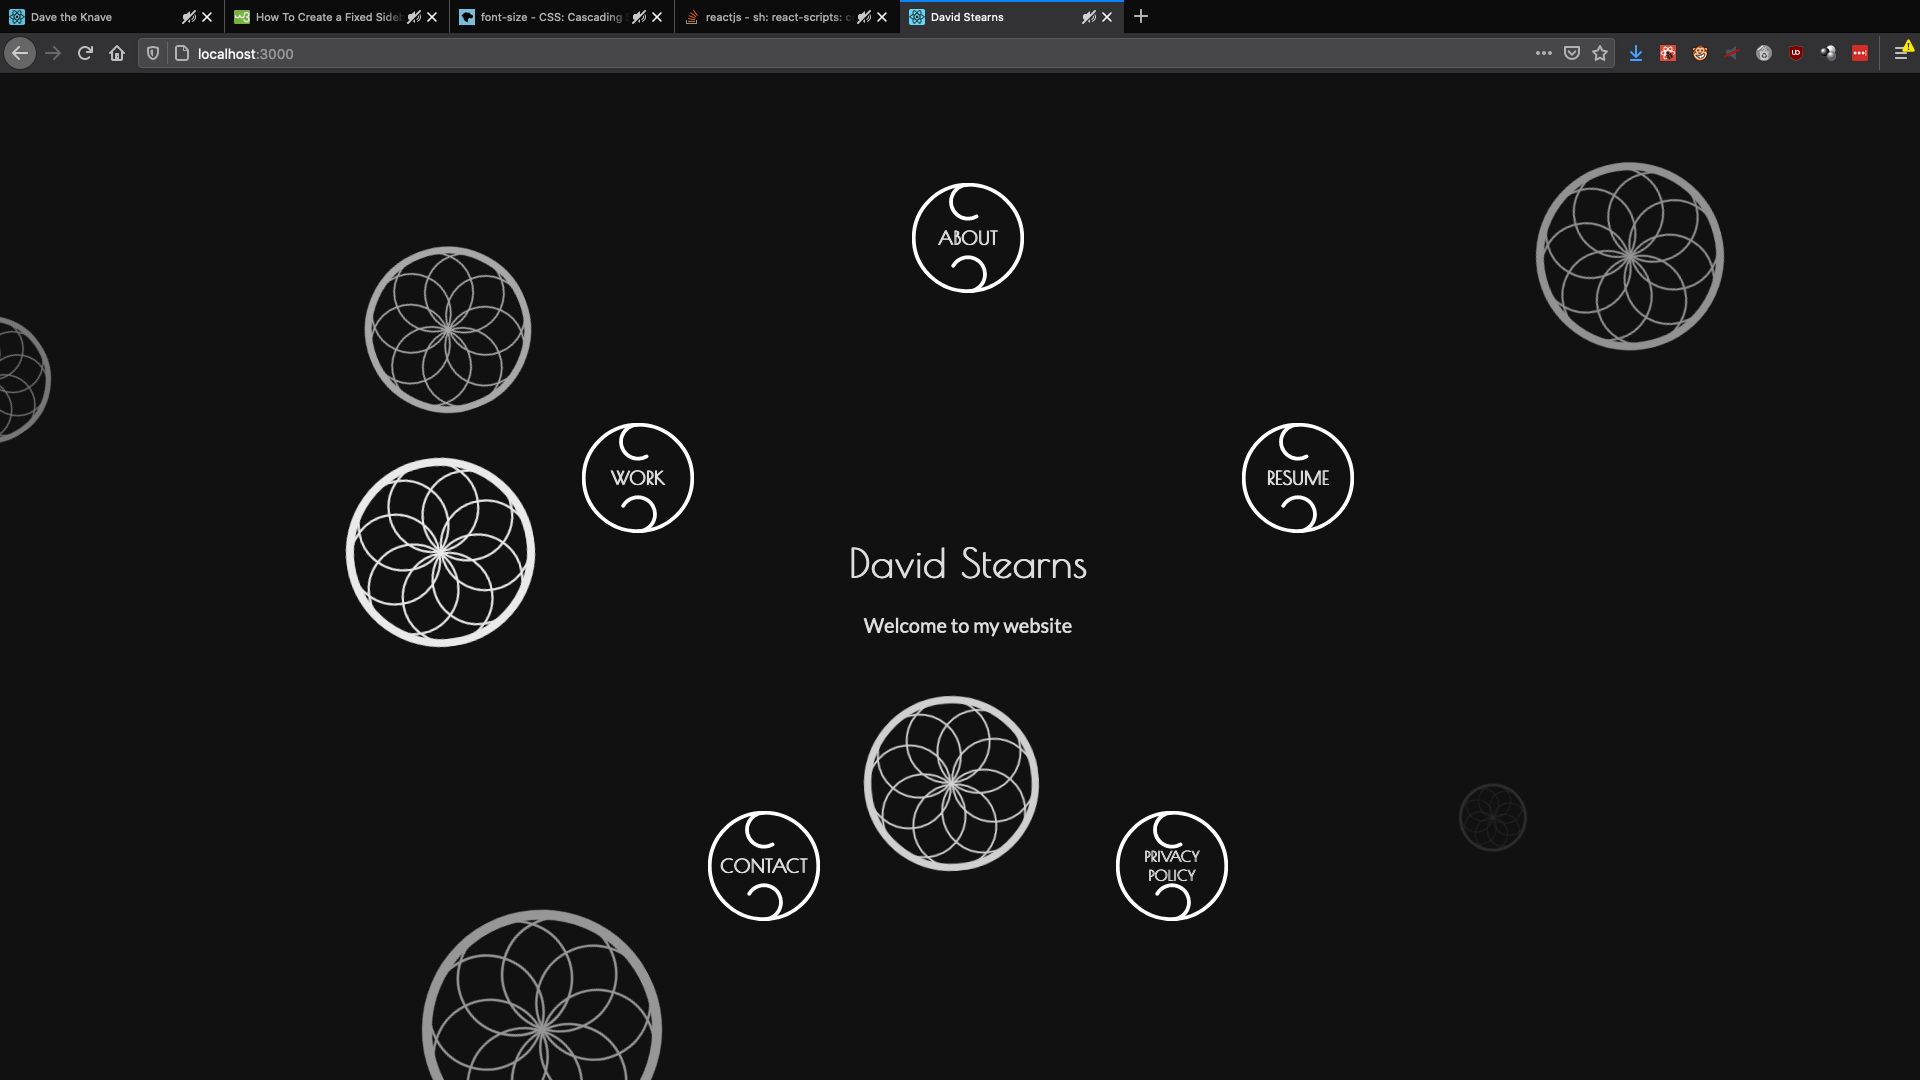 Dave the Knave
How To Create a Fixed Sideb
font-size - CSS: Cascading
reactjs - sh: react-scripts: c
David Stearns
localhost:3000
ABOUT
WORK
RESUME
David Stearns
Welcome to my website
CONTACT
PRIVACY
POLICY